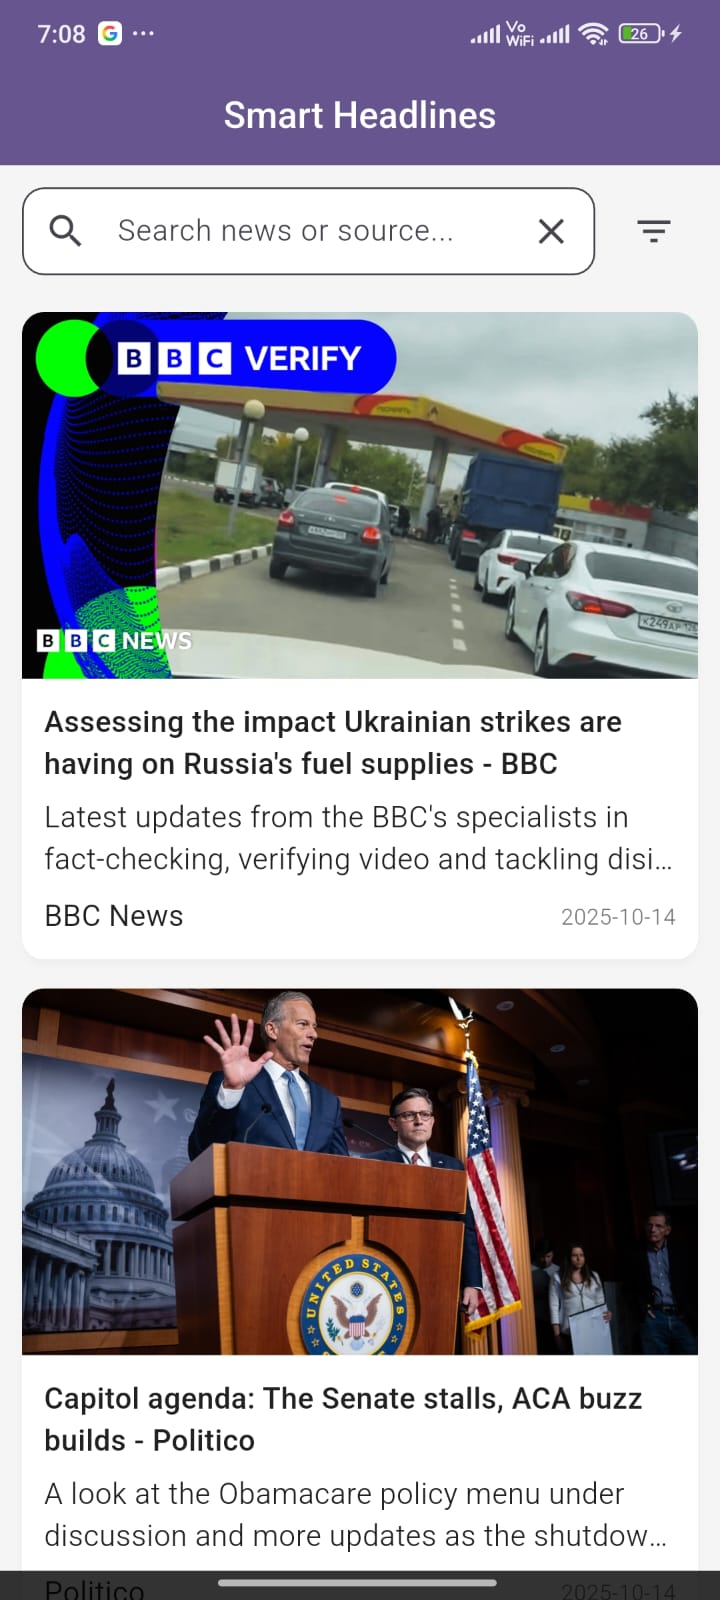 7:08
Vo
WiFi
26
Smart Headlines
Search news or source...
BBC VERIFY
BBC NEWS
Assessing the impact Ukrainian strikes are
having on Russia's fuel supplies - BBC
Latest updates from the BBC's specialists in
fact-checking, verifying video and tackling disi...
BBC News
2025-10-14
UNITED STATES
Capitol agenda: The Senate stalls, ACA buzz
builds - Politico
A look at the Obamacare policy menu under
discussion and more updates as the shutdow...
Politico
2025-10-14